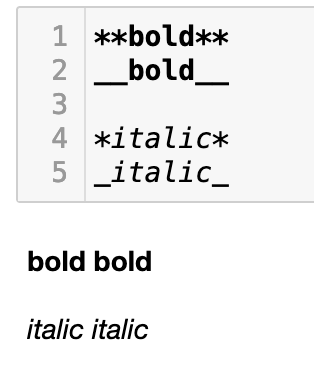 1 **bold**
2 __bold__
3
4 *italic*
5 _italic_
bold bold
italic italic